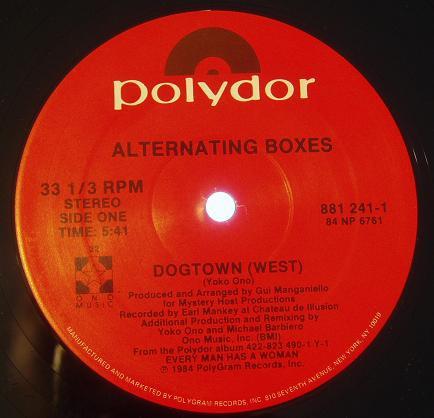 polydor
ALTERNATING BOXES
33 1/3 RPM
STEREO
SIDE ONE
TIME: 5:41
881 241-1
84 NP 6761
22
ONO
MUSIC
DOGTOWN (WEST)
(Yoko Ono)
Produced and Arranged by Gui Manganiello
for Mystery Host Productions
Recorded by Earl Mankey at Chateau de Illusion
Additional Production and Remixing by
Yoko Ono and Michael Barbiero
Ono Music, Inc. (BMI)
From the Polydor album 422-823 490-1 Y-1
EVERY MAN HAS A WOMAN
℗ 1984 PolyGram Records, Inc.
MANUFACTURED AND MARKETED BY POLYGRAM RECORDS, INC. 810 SEVENTH AVENUE, NEW YORK, NY. 10019